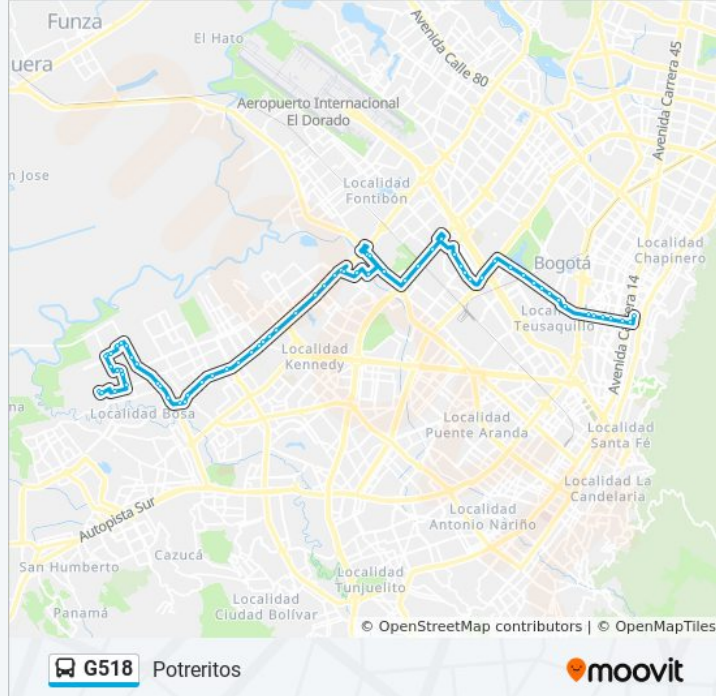 Funza
uera
El Hato
Avenida Calle 80
Avenida Carrera 45
Aeropuerto Internacional
El Dorado
n Jose
Localidad
Fontibón
Localidad
Chapinero
Bogotá
Avenida Carrera 14
Localidad
Kennedy
Teusaquillo
na
Localidad Bosa
Localidad
Puente Aranda
Localidad
Santa Fé
Localidad La
Candelaria
Autopista Sur
Localidad
Antonio Nariño
Cazucá
San Humberto
Localidad
Tunjuelito
Localidad
Ciudad Bolívar
Panamá
© OpenStreetMap contributors | © OpenMapTiles
G518 Potreritos
moovit